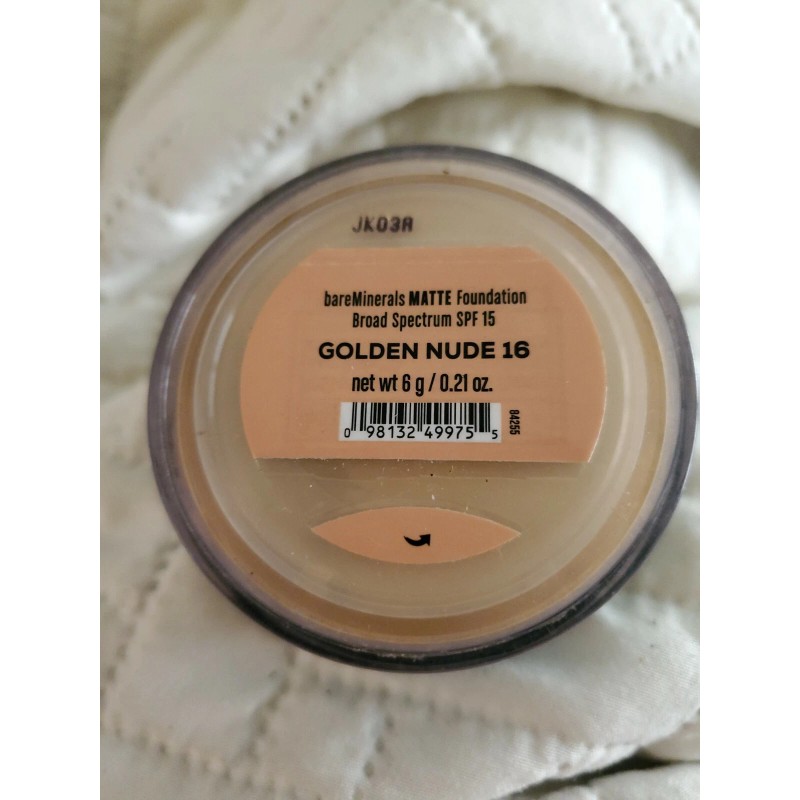 JK03A
bareMinerals MATTE Foundation
Broad Spectrum SPF 15
GOLDEN NUDE 16
net wt 6 g / 0.21 oz.
0 98132 49975 5
84255